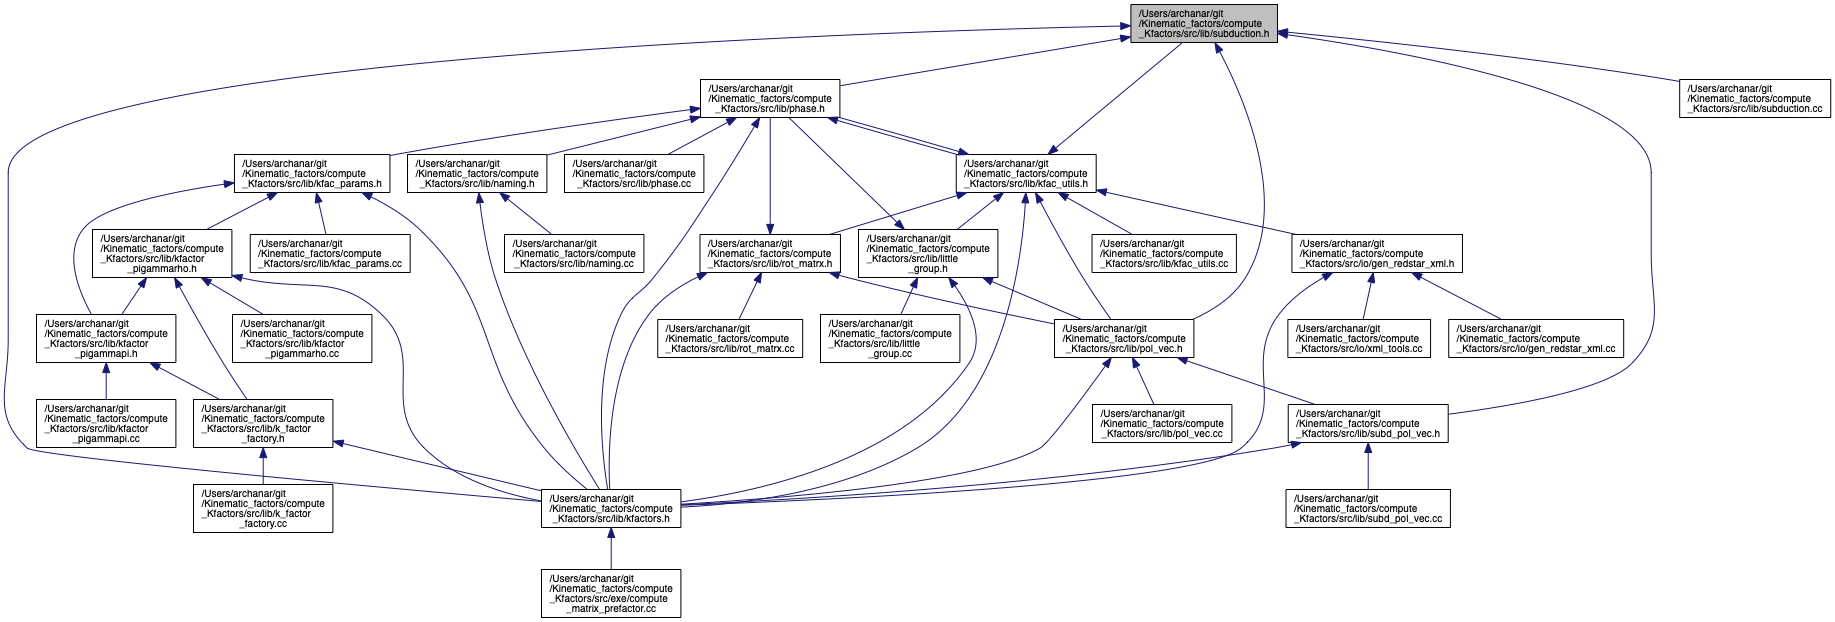 /Users/archanar/git
/Kinematic_factors/compute
_Kfactors/src/lib/subduction.h
/Users/archanar/git
/Kinematic_factors/compute
_Kfactors/src/lib/phase.h
/Users/archanar/git
/Kinematic_factors/compute
_Kfactors/src/lib/subduction.cc
/Users/archanar/git
/Kinematic_factors/compute
_Kfactors/src/lib/kfac_params.h
/Users/archanar/git
/Kinematic_factors/compute
_Kfactors/src/lib/naming.h
/Users/archanar/git
/Kinematic_factors/compute
_Kfactors/src/lib/phase.cc
/Users/archanar/git
/Kinematic_factors/compute
_Kfactors/src/lib/kfac_utils.h
/Users/archanar/git
/Kinematic_factors/compute
_Kfactors/src/lib/kfactor
_pigammarho.h
/Users/archanar/git
/Kinematic_factors/compute
_Kfactors/src/lib/kfac_params.cc
/Users/archanar/git
/Kinematic_factors/compute
_Kfactors/src/lib/naming.cc
/Users/archanar/git
/Kinematic_factors/compute
_Kfactors/src/lib/rot_matrx.h
/Users/archanar/git
/Kinematic_factors/compute
_Kfactors/src/lib/little
_group.h
/Users/archanar/git
/Kinematic_factors/compute
_Kfactors/src/lib/kfac_utils.cc
/Users/archanar/git
/Kinematic_factors/compute
_Kfactors/src/io/gen_redstar_xml.h
/Users/archanar/git
/Kinematic_factors/compute
_Kfactors/src/lib/kfactor
_pigammapi.h
/Users/archanar/git
/Kinematic_factors/compute
_Kfactors/src/lib/kfactor
_pigammarho.cc
/Users/archanar/git
/Kinematic_factors/compute
_Kfactors/src/lib/rot_matrx.cc
/Users/archanar/git
/Kinematic_factors/compute
_Kfactors/src/lib/little
_group.cc
/Users/archanar/git
/Kinematic_factors/compute
_Kfactors/src/lib/pol_vec.h
/Users/archanar/git
/Kinematic_factors/compute
_Kfactors/src/io/xml_tools.cc
/Users/archanar/git
/Kinematic_factors/compute
_Kfactors/src/io/gen_redstar_xml.cc
/Users/archanar/git
/Kinematic_factors/compute
_Kfactors/src/lib/kfactor
_pigammapi.cc
/Users/archanar/git
/Kinematic_factors/compute
_Kfactors/src/lib/k_factor
_factory.h
/Users/archanar/git
/Kinematic_factors/compute
_Kfactors/src/lib/pol_vec.cc
/Users/archanar/git
/Kinematic_factors/compute
_Kfactors/src/lib/subd_pol_vec.h
/Users/archanar/git
/Kinematic_factors/compute
_Kfactors/src/lib/k_factor
_factory.cc
/Users/archanar/git
/Kinematic_factors/compute
_Kfactors/src/lib/kfactors.h
/Users/archanar/git
/Kinematic_factors/compute
_Kfactors/src/lib/subd_pol_vec.cc
/Users/archanar/git
/Kinematic_factors/compute
_Kfactors/src/exe/compute
_matrix_prefactor.cc